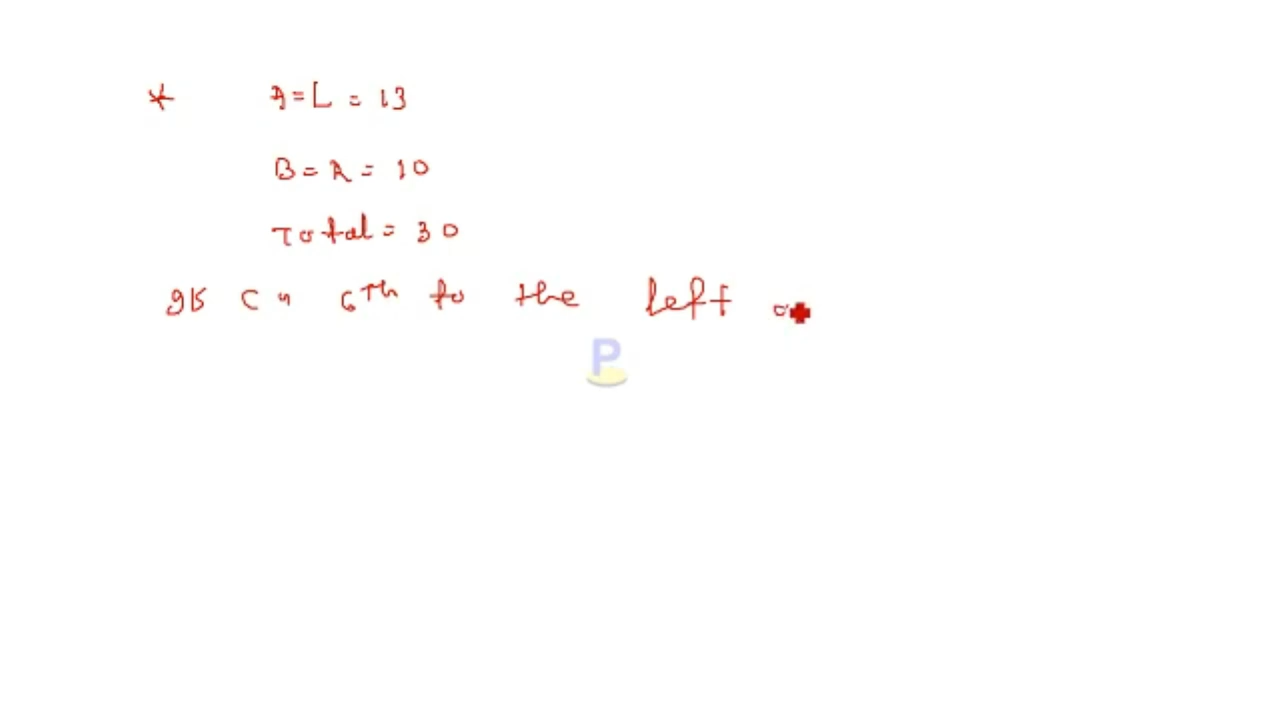 * A = L = 13
B = R = 10
Total = 30
If C is 6th to the left o
P